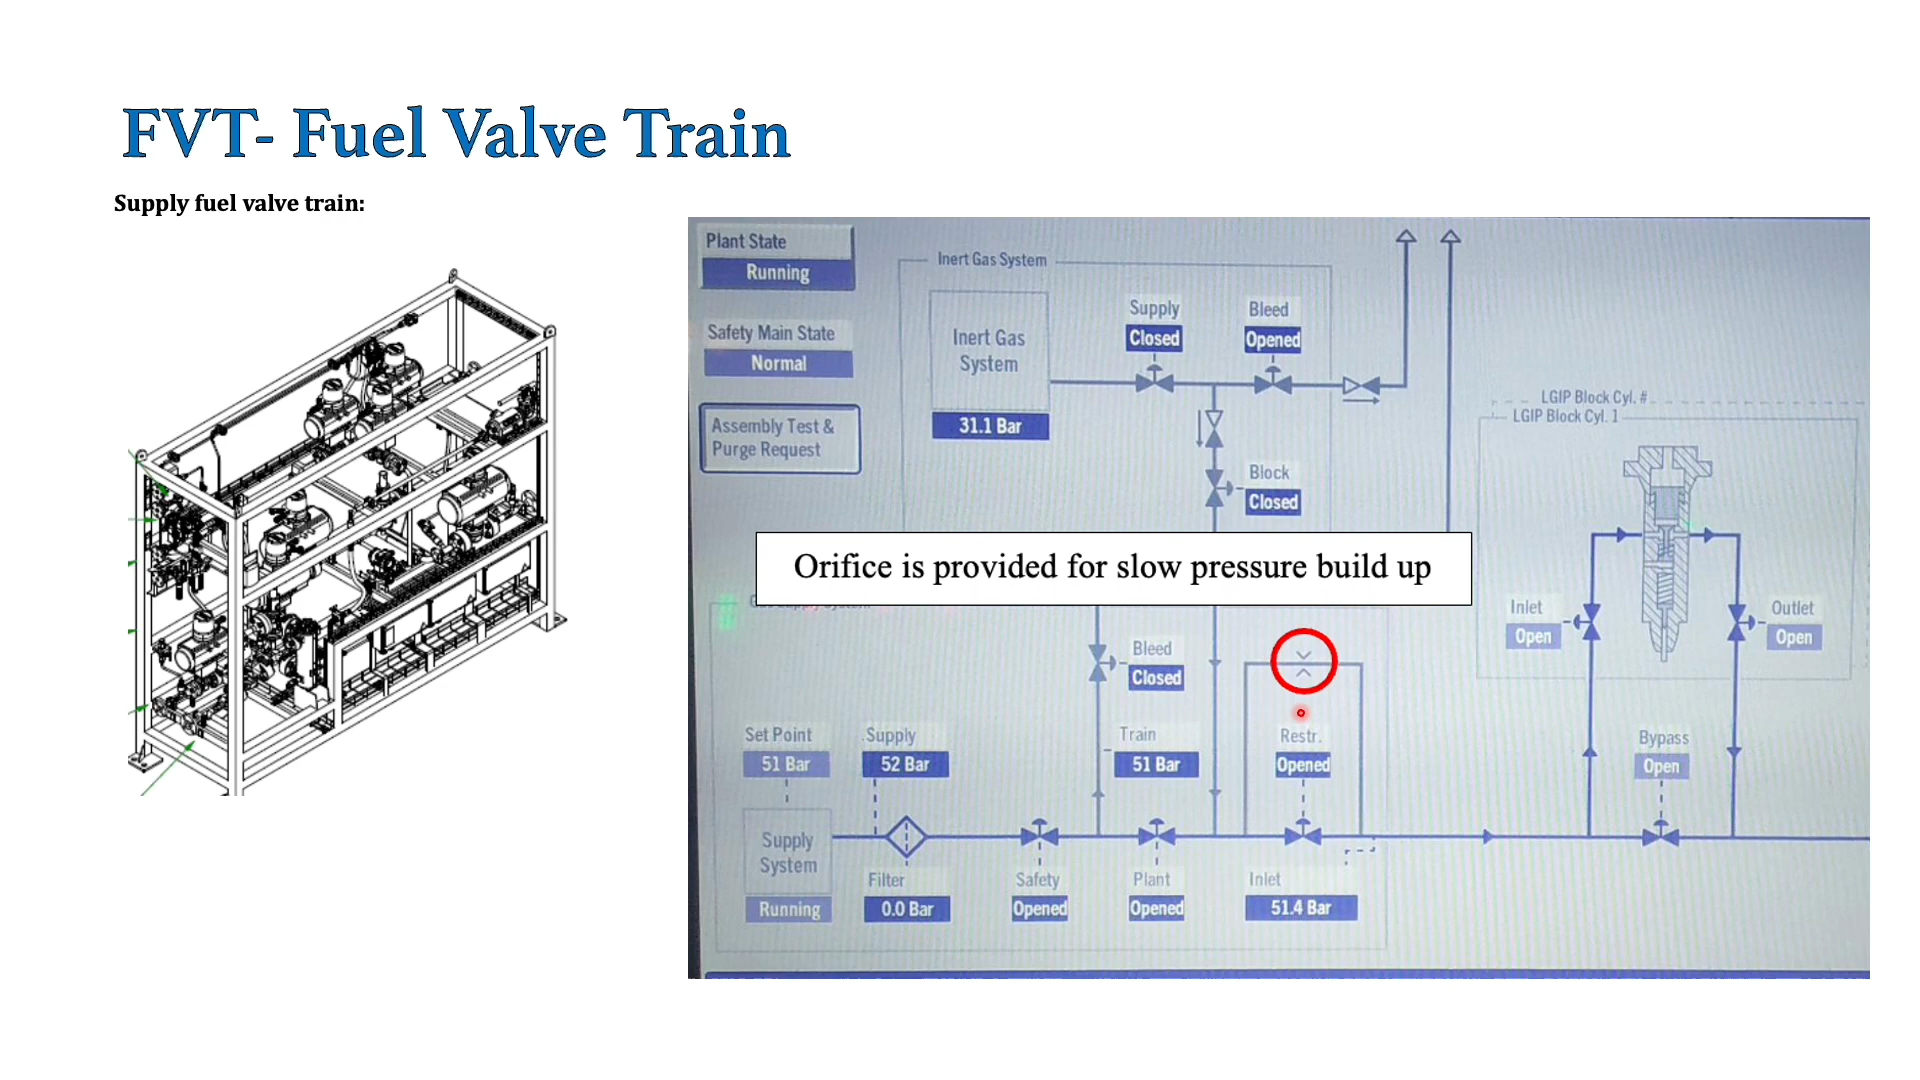 FVT- Fuel Valve Train
Supply fuel valve train:
Plant State
Running
Safety Main State
Normal
Assembly Test &
Purge Request
Inert Gas System
Inert Gas
System
31.1 Bar
Supply
Closed
Bleed
Opened
Block
Closed
LGIP Block Cyl. #
LGIP Block Cyl. 1
Orifice is provided for slow pressure build up
Inlet
Open
Outlet
Open
Bleed
Closed
Set Point
51 Bar
Supply
52 Bar
Train
51 Bar
Restr.
Opened
Bypass
Open
Supply
System
Running
Filter
0.0 Bar
Safety
Opened
Plant
Opened
Inlet
51.4 Bar